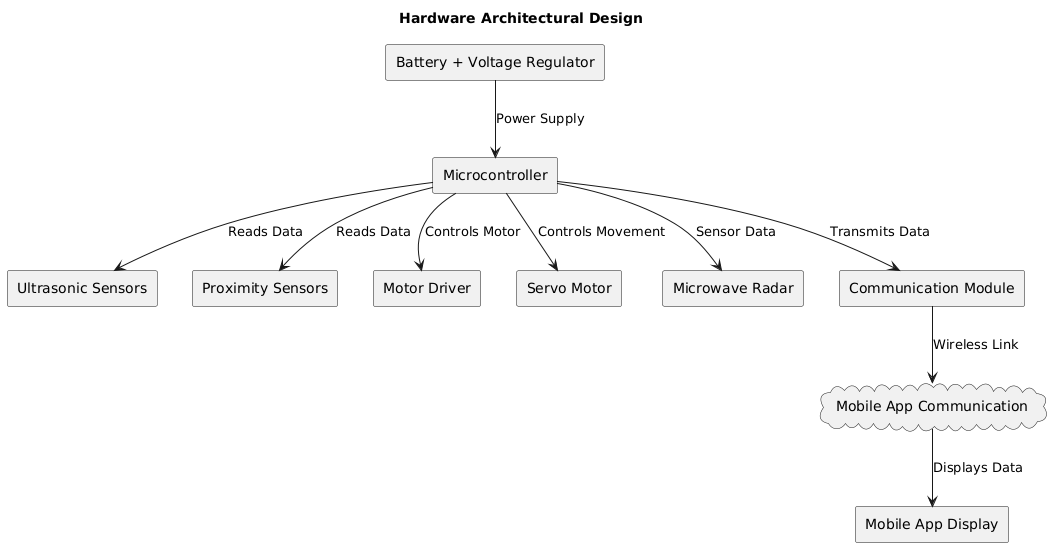 Hardware Architectural Design
Battery + Voltage Regulator
Power Supply
Microcontroller
Reads Data
Reads Data
Controls Motor
Controls Movement
Sensor Data
Transmits Data
Ultrasonic Sensors
Proximity Sensors
Motor Driver
Servo Motor
Microwave Radar
Communication Module
Wireless Link
Mobile App Communication
Displays Data
Mobile App Display